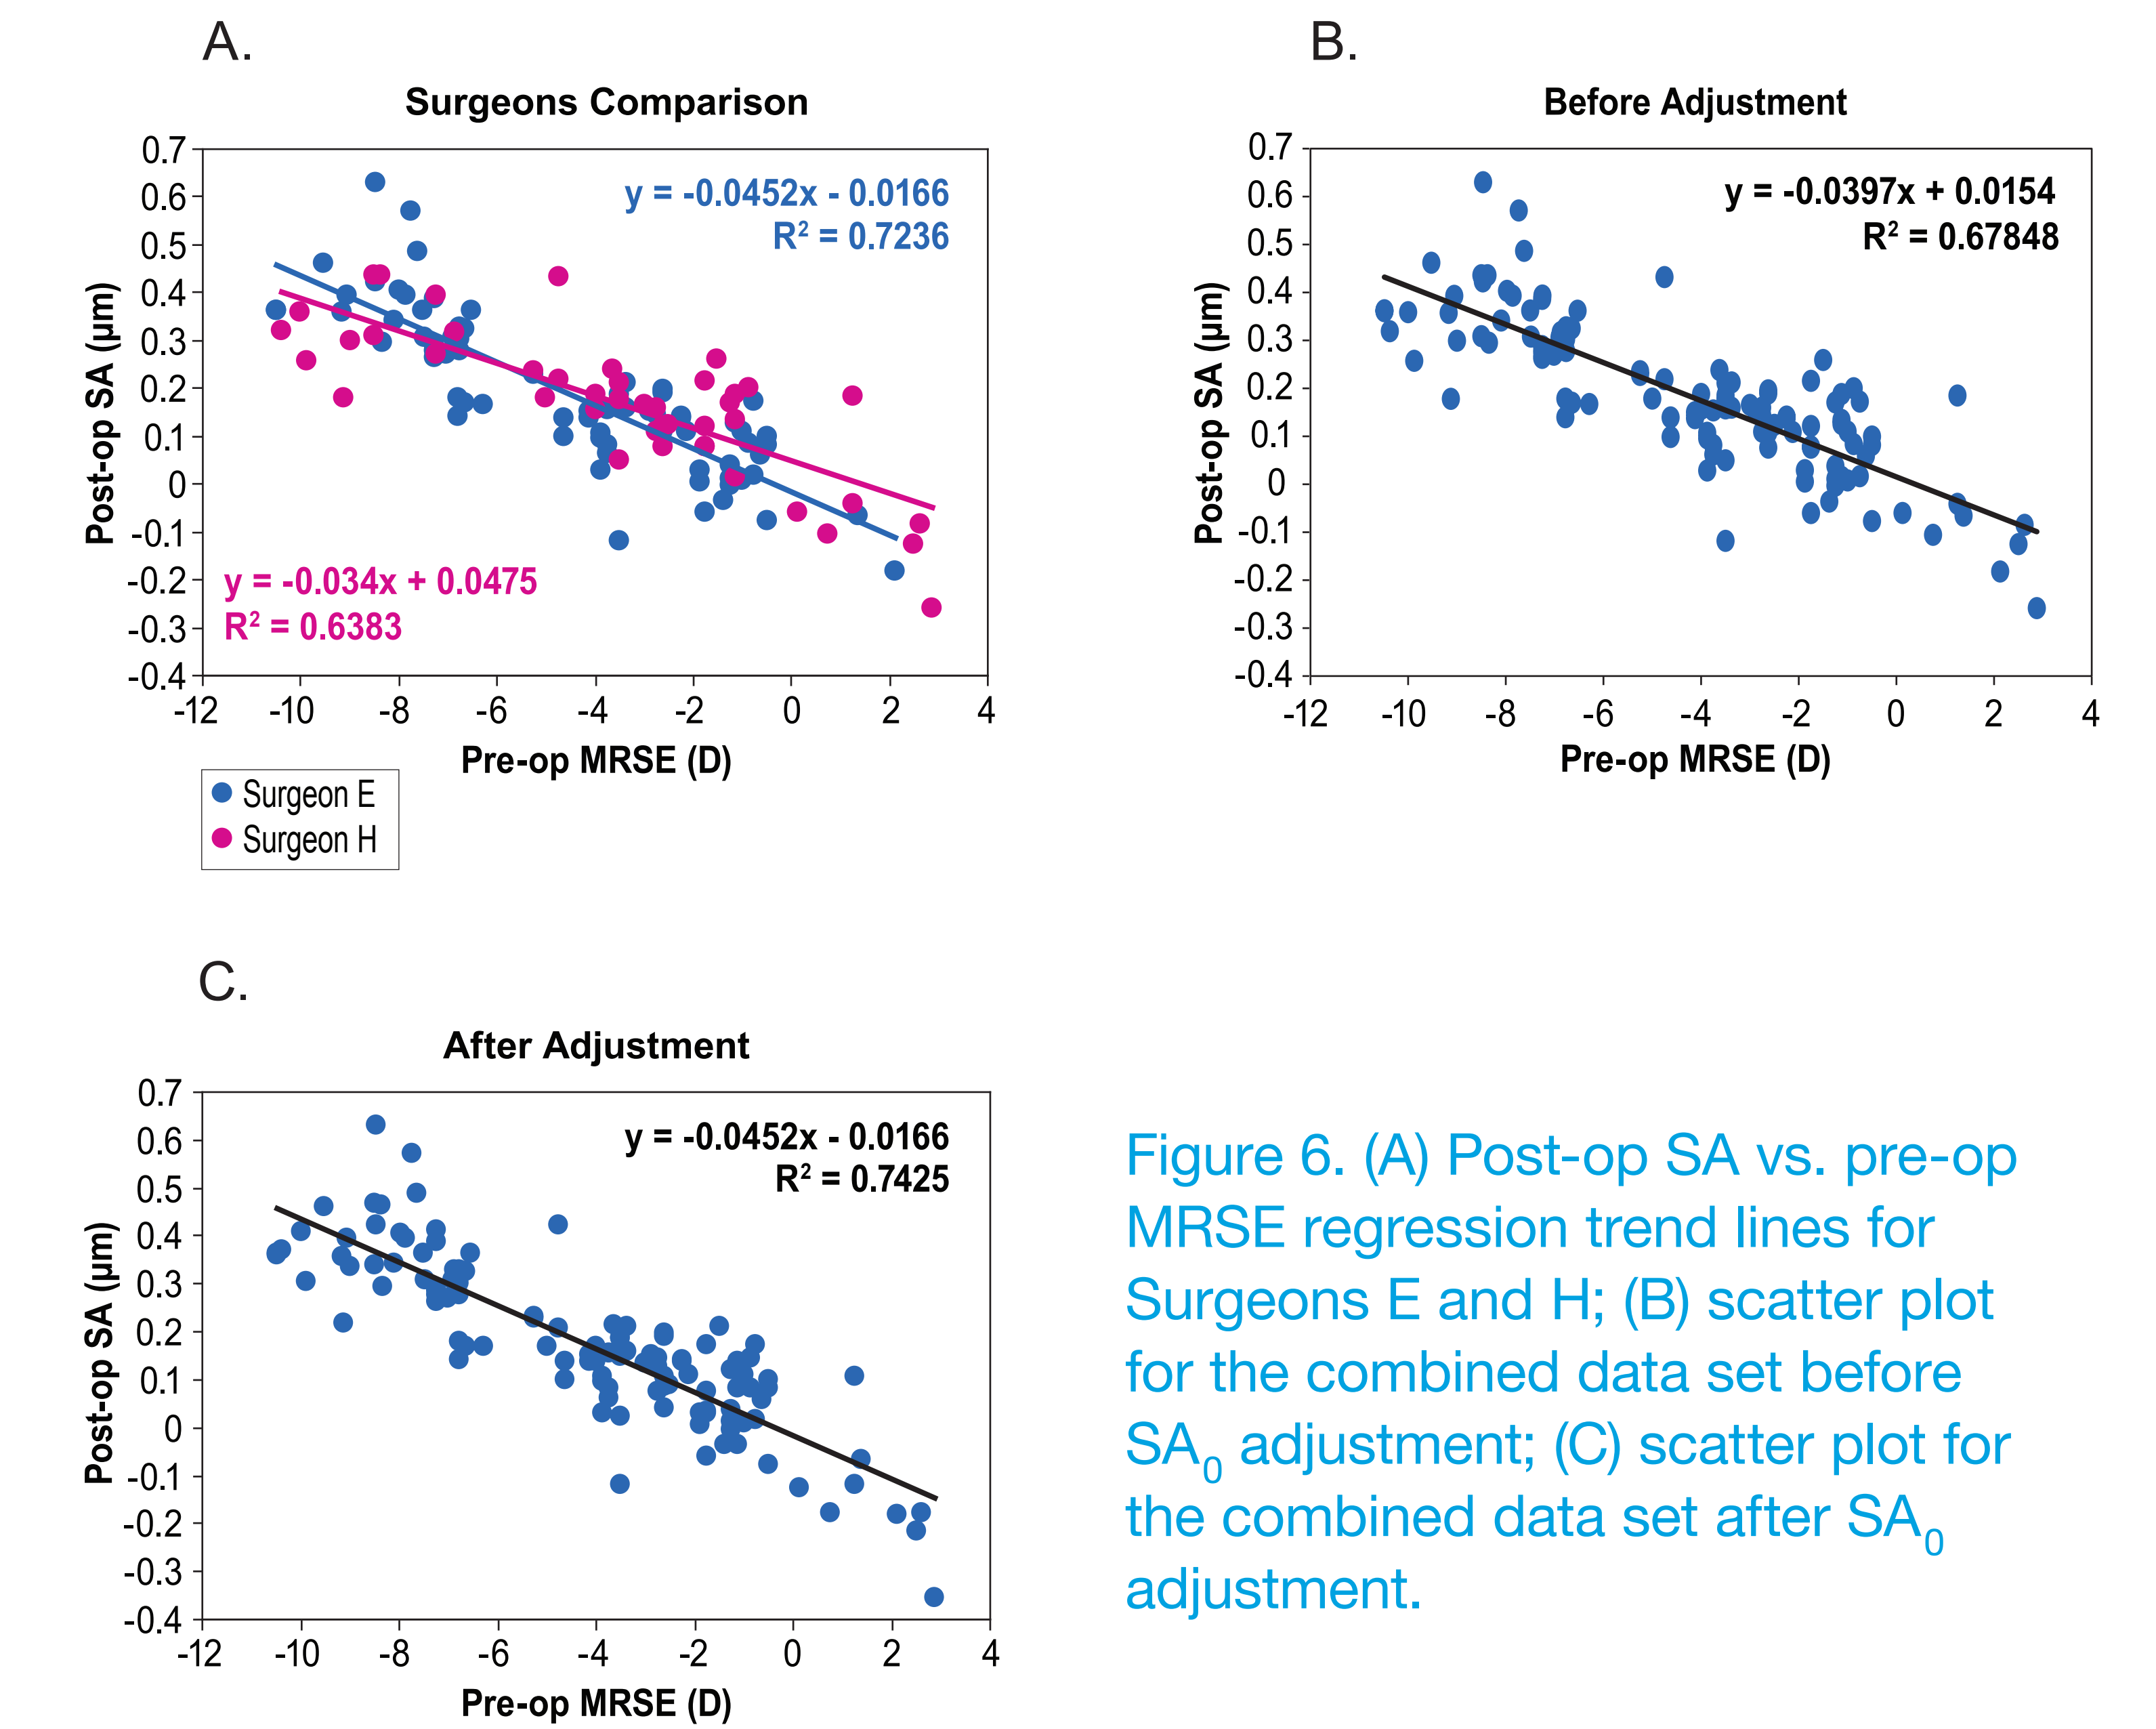 A.
Surgeons Comparison
0.7
0.6
0.5
0.4
0.3
0.2
0.1
0
-0.1
-0.2
-0.3
-0.4
Post-op SA (µm)
y = -0.0452x - 0.0166
R² = 0.7236
y = -0.034x + 0.0475
R² = 0.6383
-12 -10 -8 -6 -4 -2 0 2 4
Pre-op MRSE (D)
Surgeon E
Surgeon H
B.
Before Adjustment
0.7
0.6
0.5
0.4
0.3
0.2
0.1
0
-0.1
-0.2
-0.3
-0.4
Post-op SA (µm)
y = -0.0397x + 0.0154
R² = 0.67848
-12 -10 -8 -6 -4 -2 0 2 4
Pre-op MRSE (D)
C.
After Adjustment
0.7
0.6
0.5
0.4
0.3
0.2
0.1
0
-0.1
-0.2
-0.3
-0.4
Post-op SA (µm)
y = -0.0452x - 0.0166
R² = 0.7425
-12 -10 -8 -6 -4 -2 0 2 4
Pre-op MRSE (D)
Figure 6. (A) Post-op SA vs. pre-op
MRSE regression trend lines for
Surgeons E and H; (B) scatter plot
for the combined data set before
SA₀ adjustment; (C) scatter plot for
the combined data set after SA₀
adjustment.